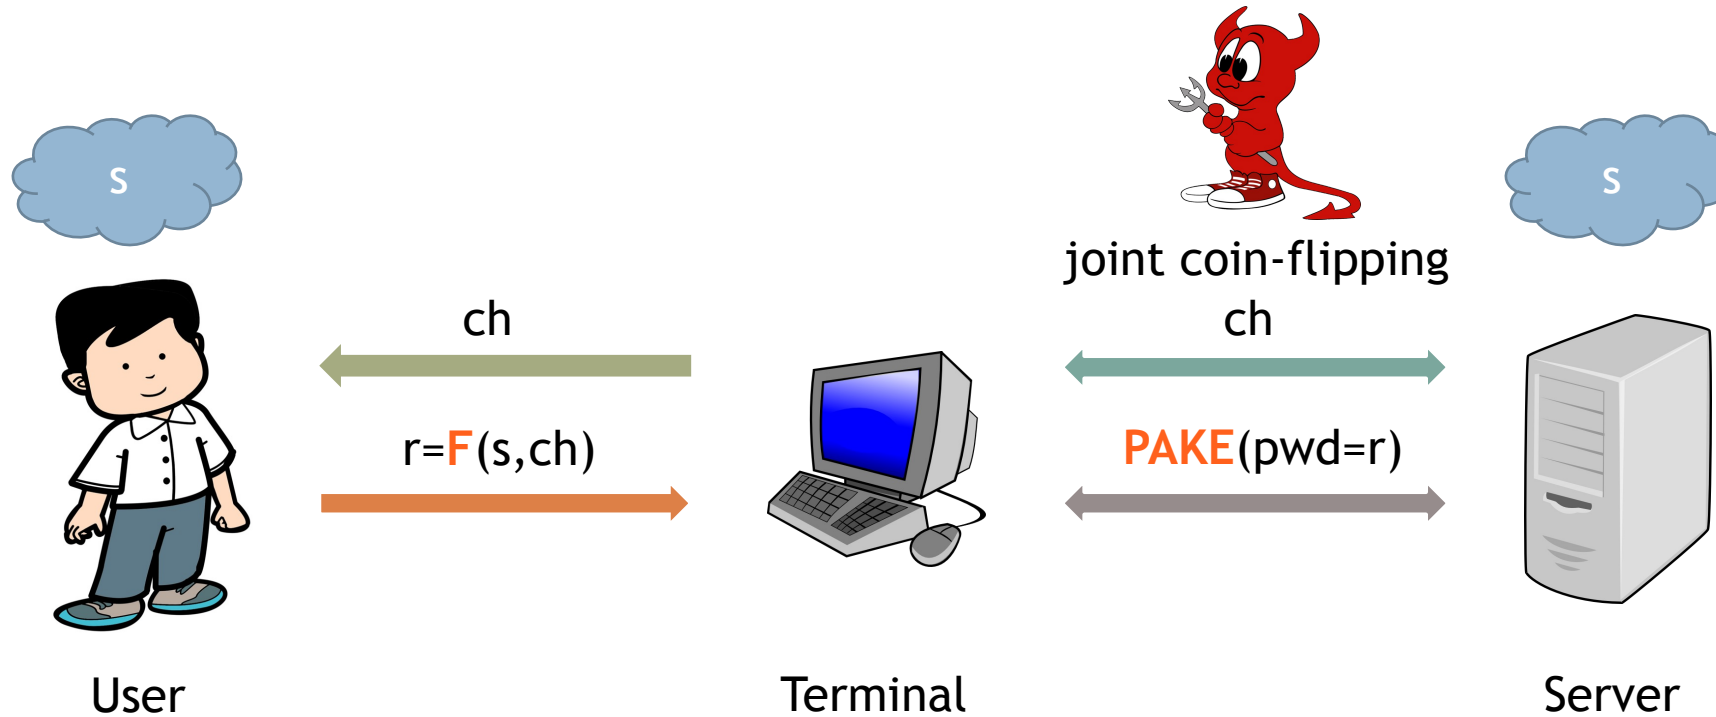 s
s
joint coin-flipping
ch
ch
r=F(s,ch)
PAKE(pwd=r)
User
Terminal
Server